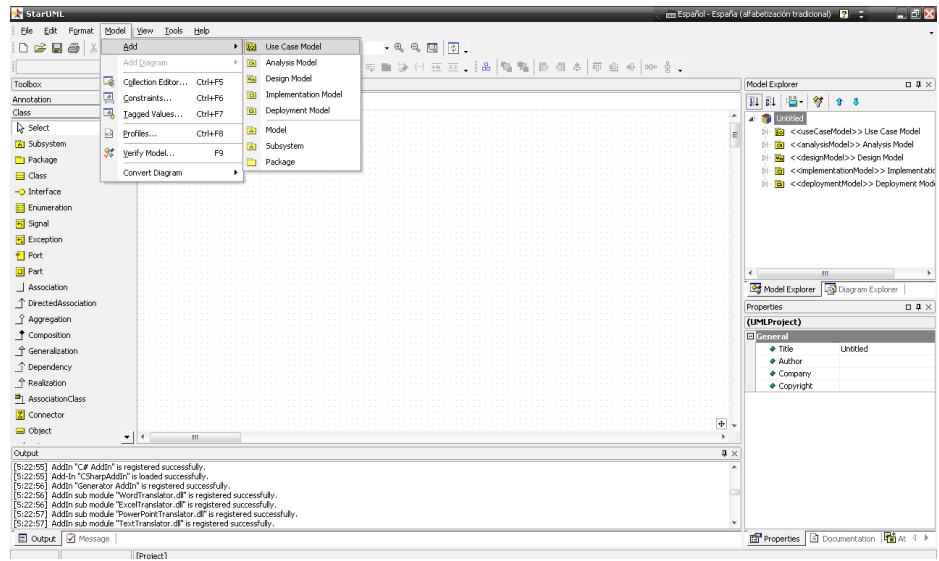 StarUML
Español - España (alfabetización tradicional)
File Edit Format Model View Tools Help
Add
Add Diagram
Collection Editor... Ctrl+F5
Constraints... Ctrl+F6
Tagged Values... Ctrl+F7
Profiles... Ctrl+F8
Verify Model... F9
Convert Diagram
Use Case Model
Analysis Model
Design Model
Implementation Model
Deployment Model
Model
Subsystem
Package
Toolbox
Annotation
Class
Select
Subsystem
Package
Class
Interface
Enumeration
Signal
Exception
Port
Part
Association
DirectedAssociation
Aggregation
Composition
Generalization
Dependency
Realization
AssociationClass
Connector
Object
Model Explorer
Untitled
<<useCaseModel>> Use Case Model
<<analysisModel>> Analysis Model
<<designModel>> Design Model
<<implementationModel>> Implementatic
<<deploymentModel>> Deployment Mode
Model Explorer Diagram Explorer
Properties
(UMLProject)
General
Title Untitled
Author
Company
Copyright
Output
[5:22:55] AddIn "C# AddIn" is registered successfully.
[5:22:55] Add-In "CSharpAddIn" is loaded successfully.
[5:22:56] AddIn "Generator AddIn" is registered successfully.
[5:22:56] AddIn sub module "WordTranslator.dll" is registered successfully.
[5:22:56] AddIn sub module "ExcelTranslator.dll" is registered successfully.
[5:22:57] AddIn sub module "PowerPointTranslator.dll" is registered successfully.
[5:22:57] AddIn sub module "TextTranslator.dll" is registered successfully.
Output Message
Properties Documentation At
[Project]